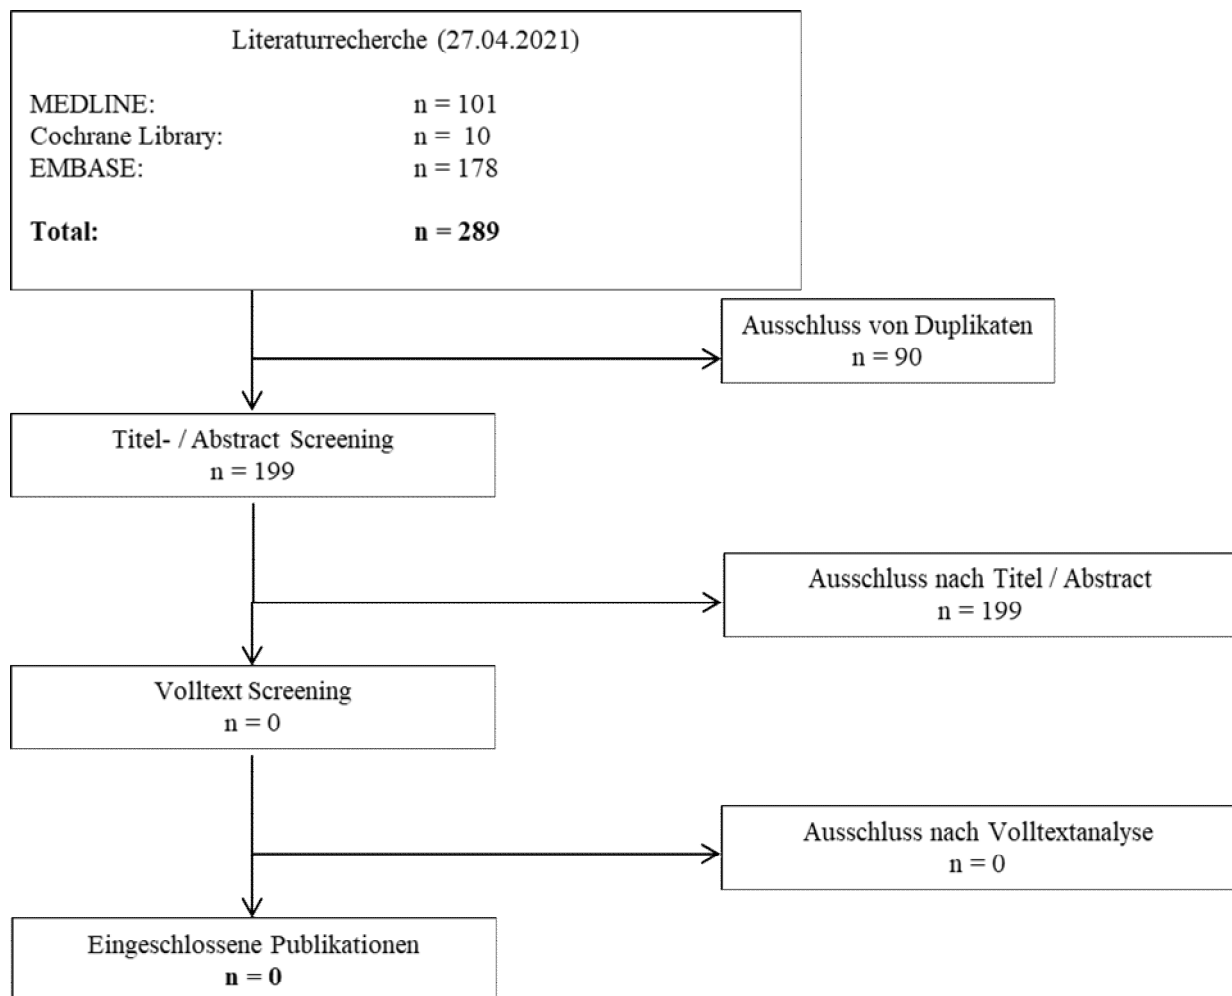 Literaturrecherche (27.04.2021)
MEDLINE: n = 101
Cochrane Library: n = 10
EMBASE: n = 178
Total: n = 289
Ausschluss von Duplikaten
n = 90
Titel- / Abstract Screening
n = 199
Ausschluss nach Titel / Abstract
n = 199
Volltext Screening
n = 0
Ausschluss nach Volltextanalyse
n = 0
Eingeschlossene Publikationen
n = 0